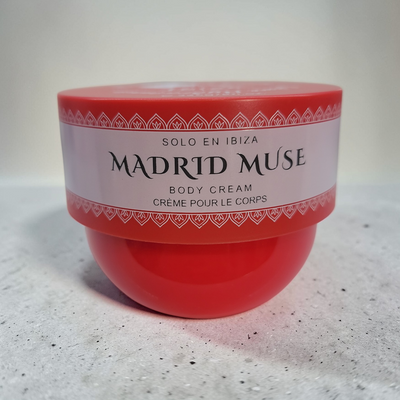 SOLO EN IBIZA
MADRID MUSE
BODY CREAM
CRÈME POUR LE CORPS